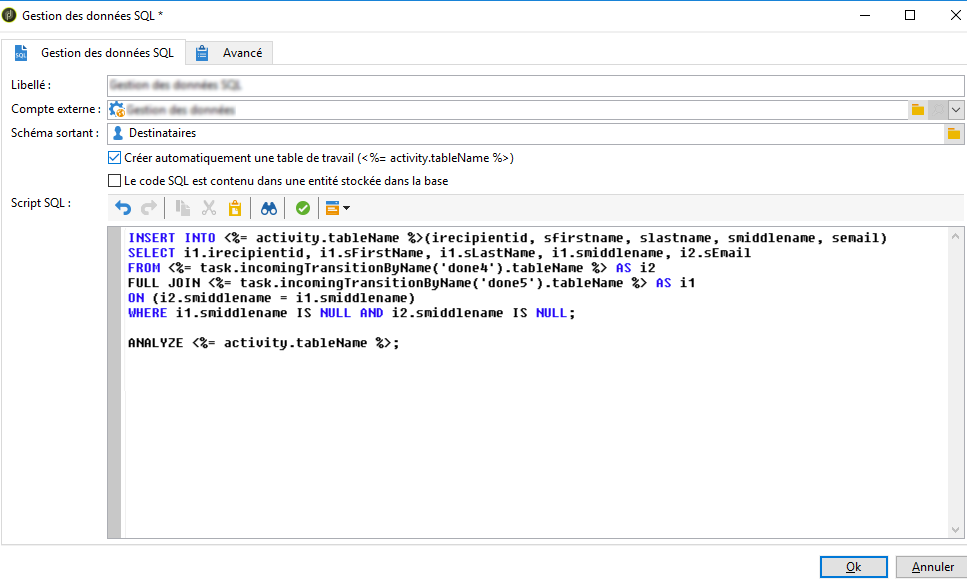 Gestion des données SQL *
Gestion des données SQL
Avancé
Libellé :
Gestion des données SQL
Compte externe :
Gestion des données
Schéma sortant :
Destinataires
Créer automatiquement une table de travail (<%= activity.tableName %>)
Le code SQL est contenu dans une entité stockée dans la base
Script SQL :
INSERT INTO <%= activity.tableName %>(irecipientid, sfirstname, slastname, smiddlename, semail)
SELECT i1.irecipientid, i1.sFirstName, i1.sLastName, i1.smiddlename, i2.sEmail
FROM <%= task.incomingTransitionByName('done4').tableName %> AS i2
FULL JOIN <%= task.incomingTransitionByName('done5').tableName %> AS i1
ON (i2.smiddlename = i1.smiddlename)
WHERE i1.smiddlename IS NULL AND i2.smiddlename IS NULL;
ANALYZE <%= activity.tableName %>;
Ok
Annuler